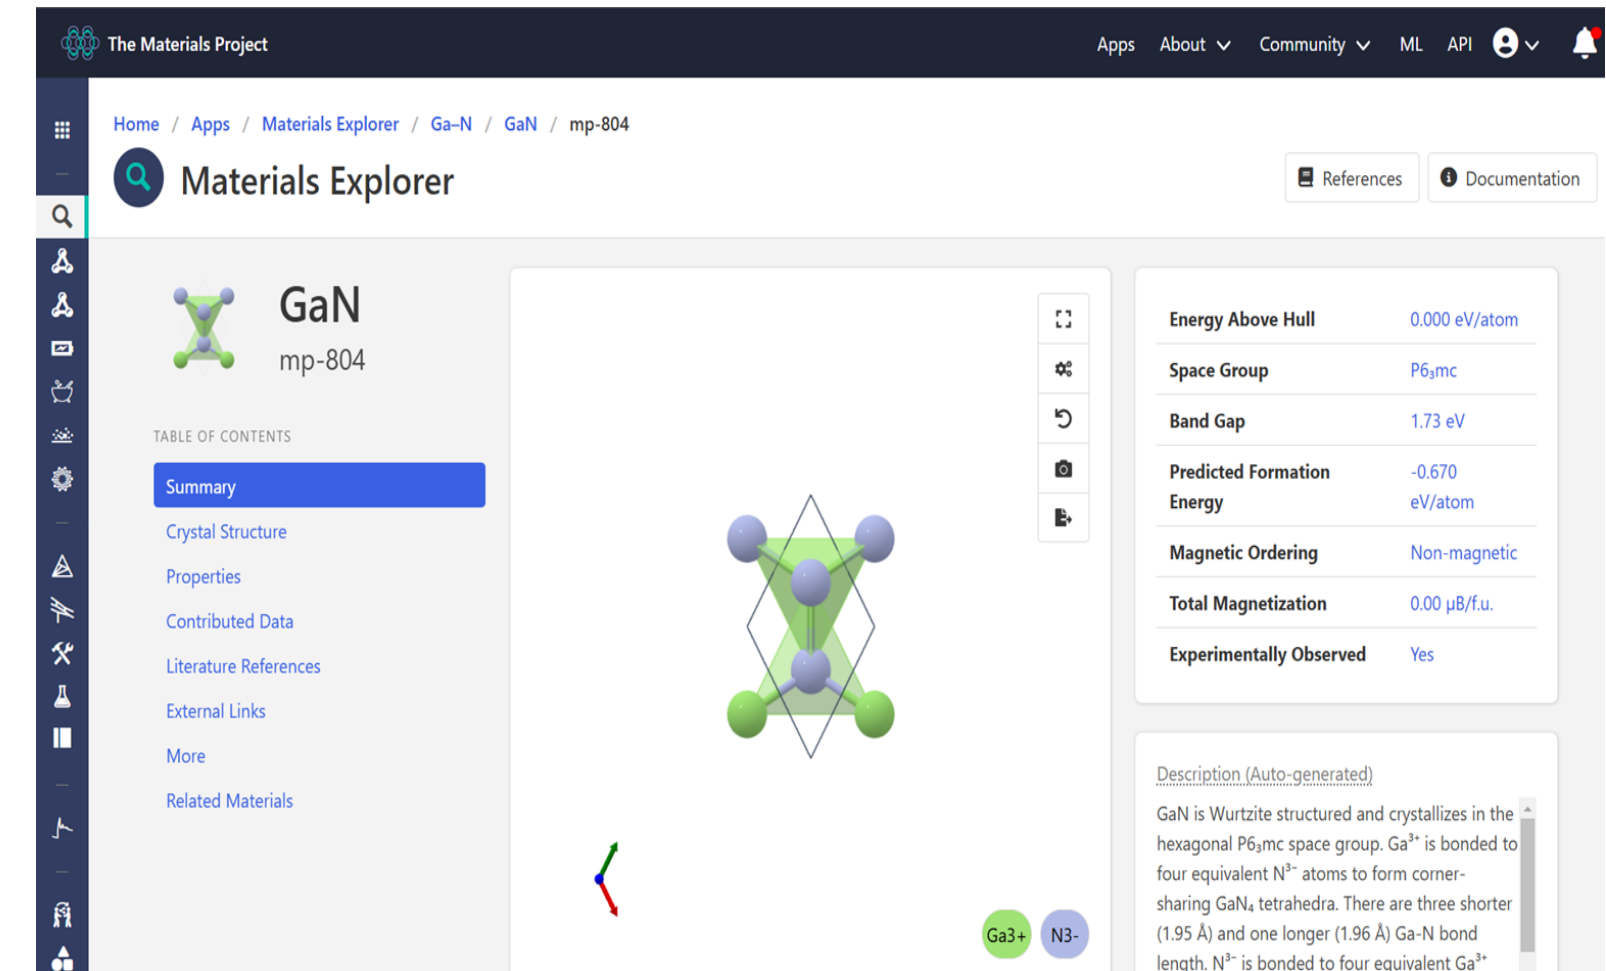 The Materials Project
Apps About Community ML API
Home / Apps / Materials Explorer / Ga–N / GaN / mp-804
Materials Explorer
References Documentation
GaN
mp-804
TABLE OF CONTENTS
Summary
Crystal Structure
Properties
Contributed Data
Literature References
External Links
More
Related Materials
Ga3+ N3-
Energy Above Hull 0.000 eV/atom
Space Group P6₃mc
Band Gap 1.73 eV
Predicted Formation Energy -0.670 eV/atom
Magnetic Ordering Non-magnetic
Total Magnetization 0.00 µB/f.u.
Experimentally Observed Yes
Description (Auto-generated)
GaN is Wurtzite structured and crystallizes in the
hexagonal P6₃mc space group. Ga³⁺ is bonded to
four equivalent N³⁻ atoms to form corner-
sharing GaN₄ tetrahedra. There are three shorter
(1.95 Å) and one longer (1.96 Å) Ga-N bond
length. N³⁻ is bonded to four equivalent Ga³⁺